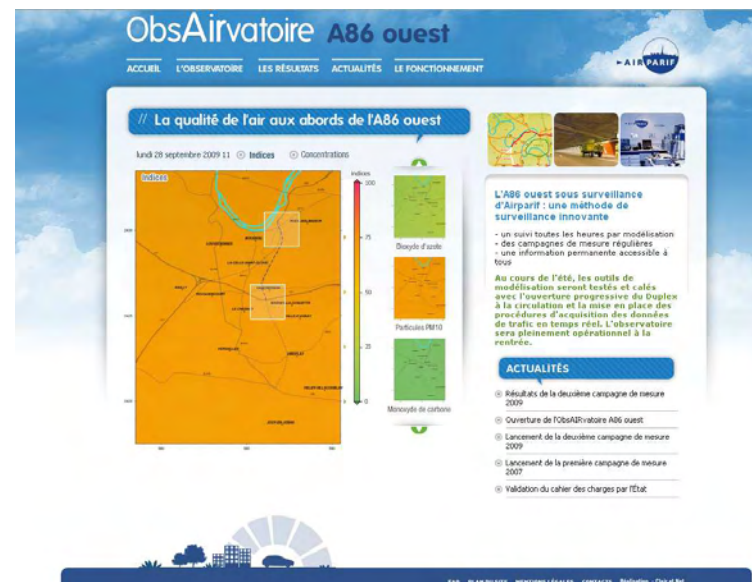 ObsAirvatoire A86 ouest
AIRPARIF
ACCUEIL L'OBSERVATOIRE LES RÉSULTATS ACTUALITÉS LE FONCTIONNEMENT
// La qualité de l'air aux abords de l'A86 ouest
lundi 28 septembre 2009 11 Indices Concentrations
Indices
indices
100
75
50
25
0
Dioxyde d'azote
Particules PM10
Monoxyde de carbone
L'A86 ouest sous surveillance
d'Airparif : une méthode de
surveillance innovante
- un suivi toutes les heures par modélisation
- des campagnes de mesure régulières
- une information permanente accessible à
tous
Au cours de l'été, les outils de
modélisation seront testés et calés
avec l'ouverture progressive du Duplex
à la circulation et la mise en place des
procédures d'acquisition des données
de trafic en temps réel. L'observatoire
sera pleinement opérationnel à la
rentrée.
ACTUALITÉS
Résultats de la deuxième campagne de mesure
2009
Ouverture de l'ObsAIRvatoire A86 ouest
Lancement de la deuxième campagne de mesure
2009
Lancement de la première campagne de mesure
2007
Validation du cahier des charges par l'État
PLAN DU SITE MENTIONS LÉGALES CONTACTS